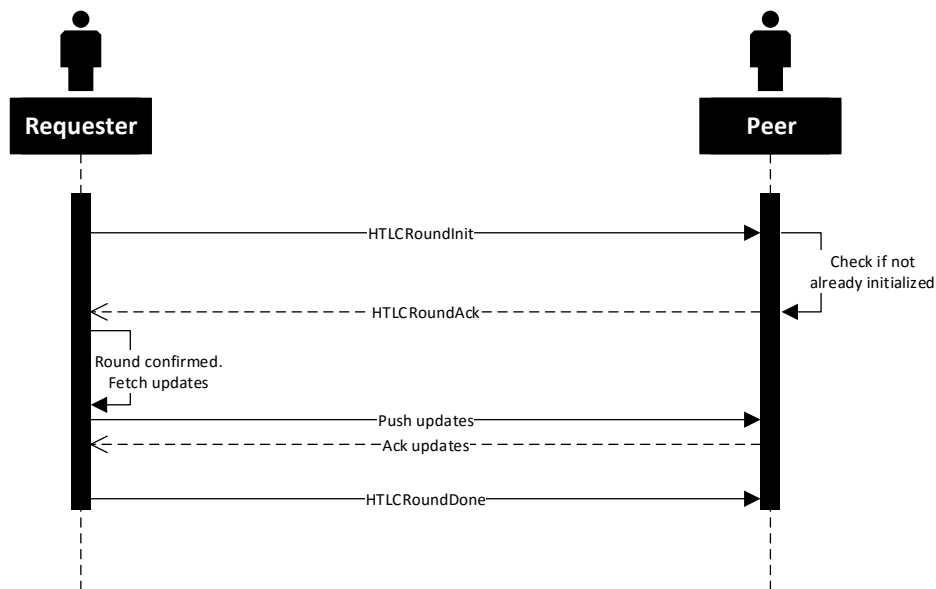 Requester
Peer
HTLCRoundInit
Check if not
already initialized
HTLCRoundAck
Round confirmed.
Fetch updates
Push updates
Ack updates
HTLCRoundDone